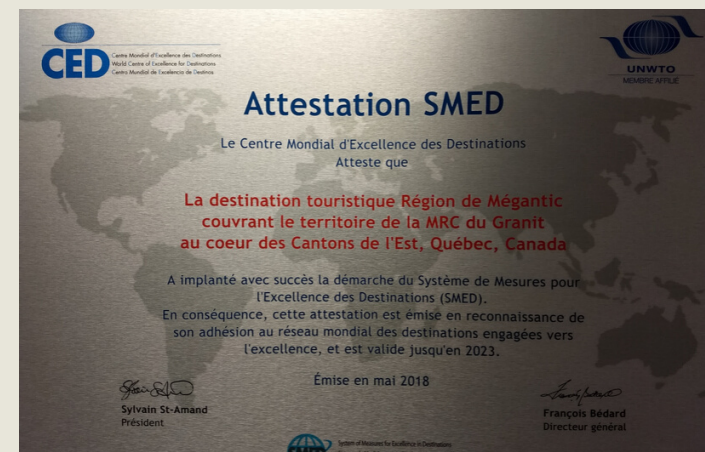 CED
Centre Mondial d'Excellence des Destinations
World Centre of Excellence for Destinations
Centro Mundial de Excelencia de Destinos
UNWTO
MEMBRE AFFILIÉ
Attestation SMED
Le Centre Mondial d'Excellence des Destinations
Atteste que
La destination touristique Région de Mégantic
couvrant le territoire de la MRC du Granit
au coeur des Cantons de l'Est, Québec, Canada
A implanté avec succès la démarche du Système de Mesures pour
l'Excellence des Destinations (SMED).
En conséquence, cette attestation est émise en reconnaissance de
son adhésion au réseau mondial des destinations engagées vers
l'excellence, et est valide jusqu'en 2023.
Émise en mai 2018
Sylvain St-Amand
Président
François Bédard
Directeur général
System of Measures for Excellence in Destinations